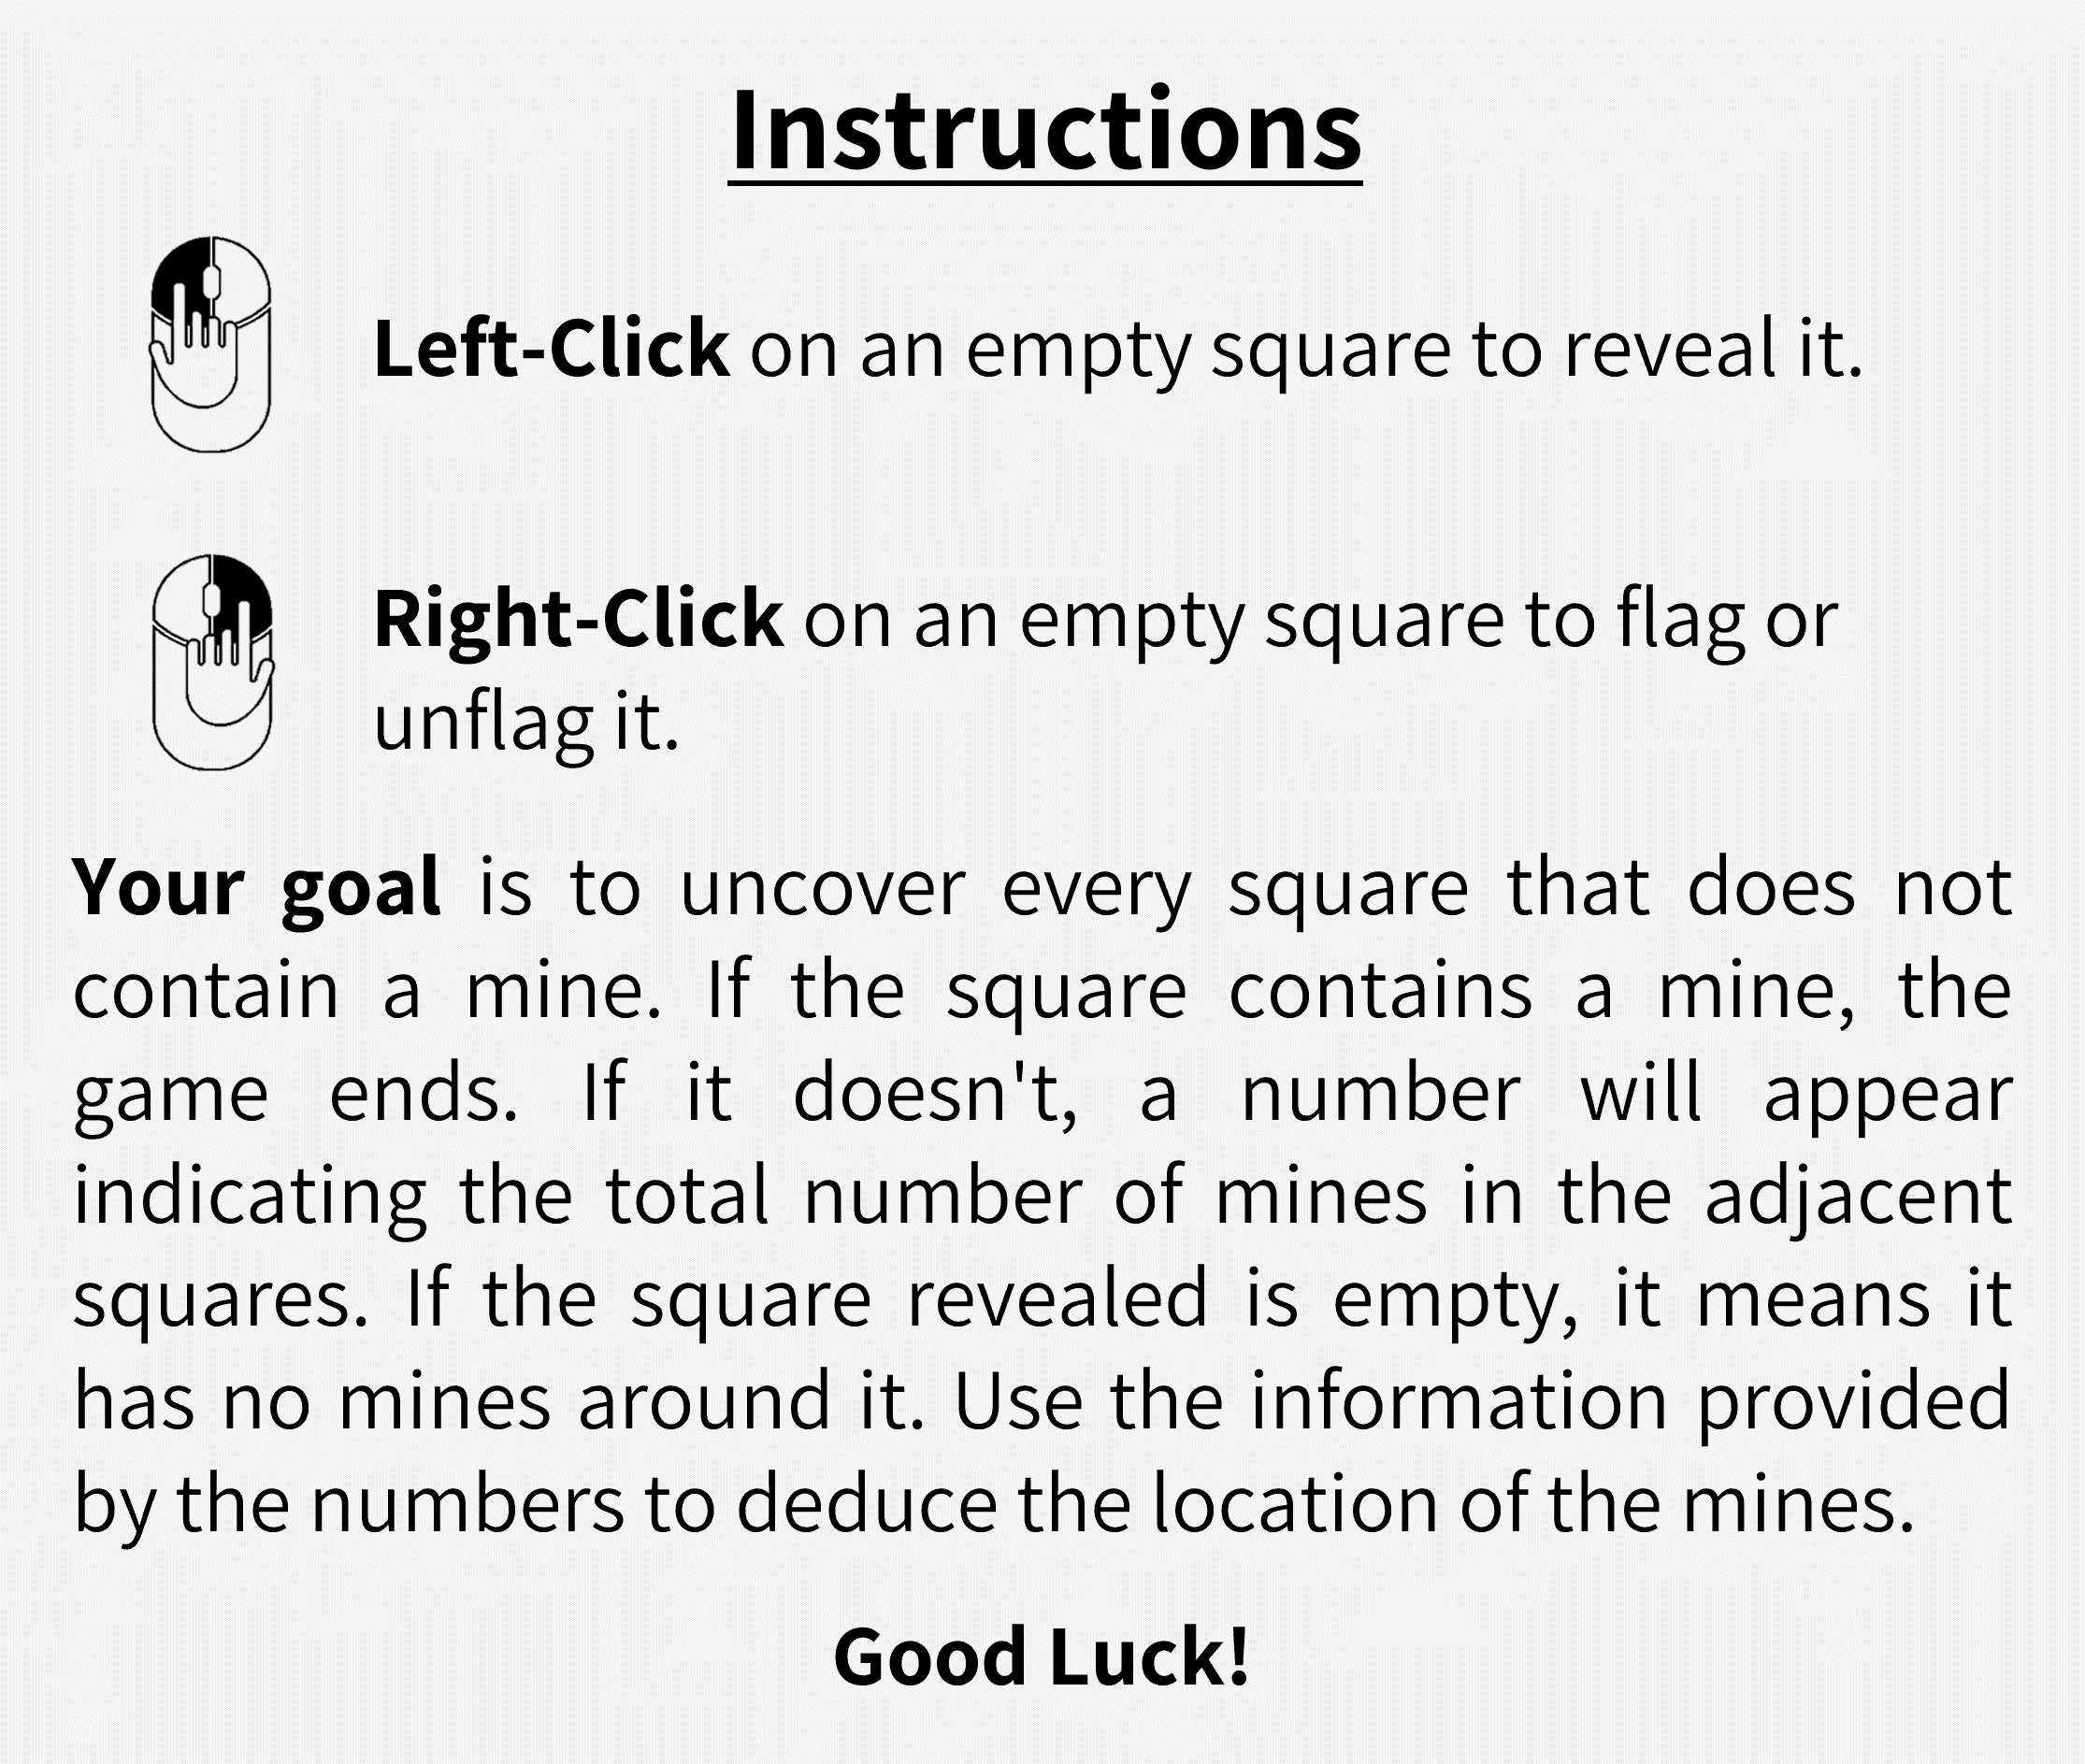 Instructions
Left-Click on an empty square to reveal it.
Right-Click on an empty square to flag or
unflag it.
Your goal is to uncover every square that does not
contain a mine. If the square contains a mine, the
game ends. If it doesn't, a number will appear
indicating the total number of mines in the adjacent
squares. If the square revealed is empty, it means it
has no mines around it. Use the information provided
by the numbers to deduce the location of the mines.
Good Luck!